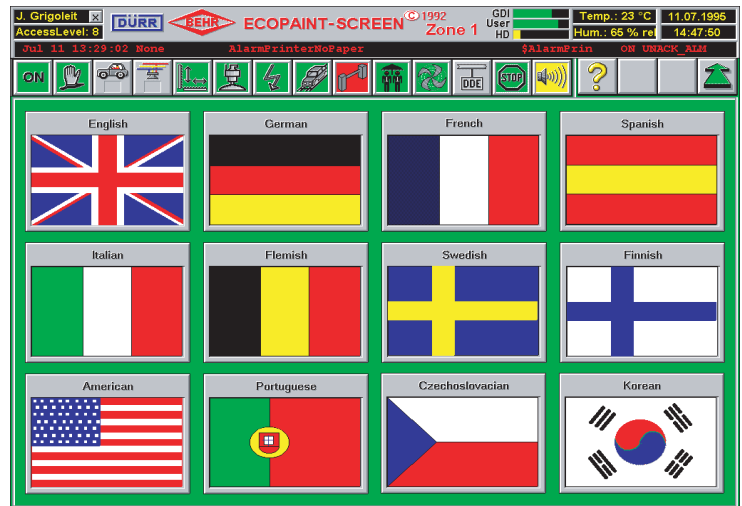 J. Grigoleit x
AccessLevel: 8
DÜRR
BEHR
ECOPAINT-SCREEN © 1992
Zone 1
GDI
User
HD
Temp.: 23 °C
Hum.: 65 % rel
11.07.1995
14:47:50
Jul 11 13:29:02 None AlarmPrinterNoPaper $AlarmPrin ON UNACK_ALM
ON DDE STOP ?
English German French Spanish
Italian Flemish Swedish Finnish
American Portuguese Czechoslovacian Korean